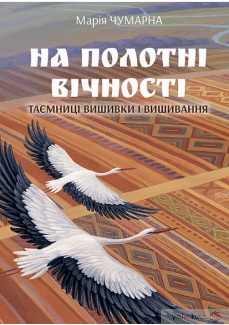 Марія ЧУМАРНА
НА ПОЛОТНІ
ВІЧНОСТІ
ТАЄМНИЦІ ВИШИВКИ І ВИШИВАННЯ